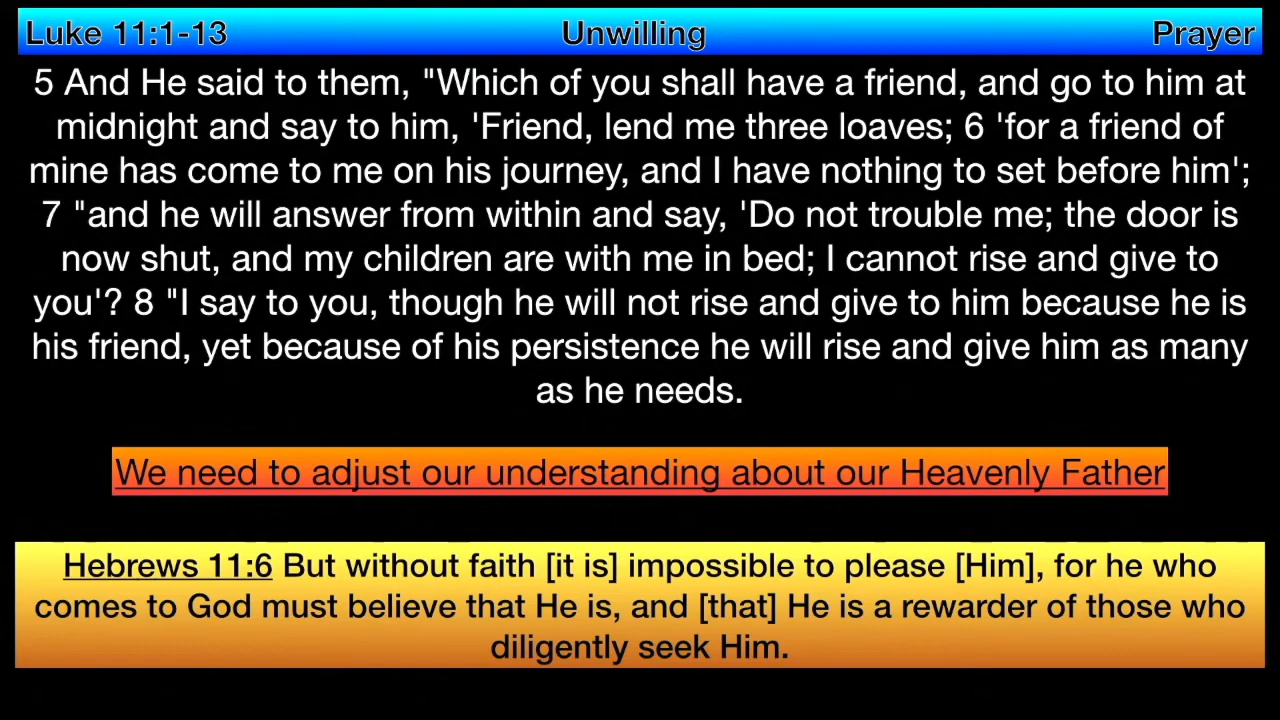 Luke 11:1-13 Unwilling Prayer
5 And He said to them, "Which of you shall have a friend, and go to him at
midnight and say to him, 'Friend, lend me three loaves; 6 'for a friend of
mine has come to me on his journey, and I have nothing to set before him';
7 "and he will answer from within and say, 'Do not trouble me; the door is
now shut, and my children are with me in bed; I cannot rise and give to
you'? 8 "I say to you, though he will not rise and give to him because he is
his friend, yet because of his persistence he will rise and give him as many
as he needs.
We need to adjust our understanding about our Heavenly Father
Hebrews 11:6 But without faith [it is] impossible to please [Him], for he who
comes to God must believe that He is, and [that] He is a rewarder of those who
diligently seek Him.